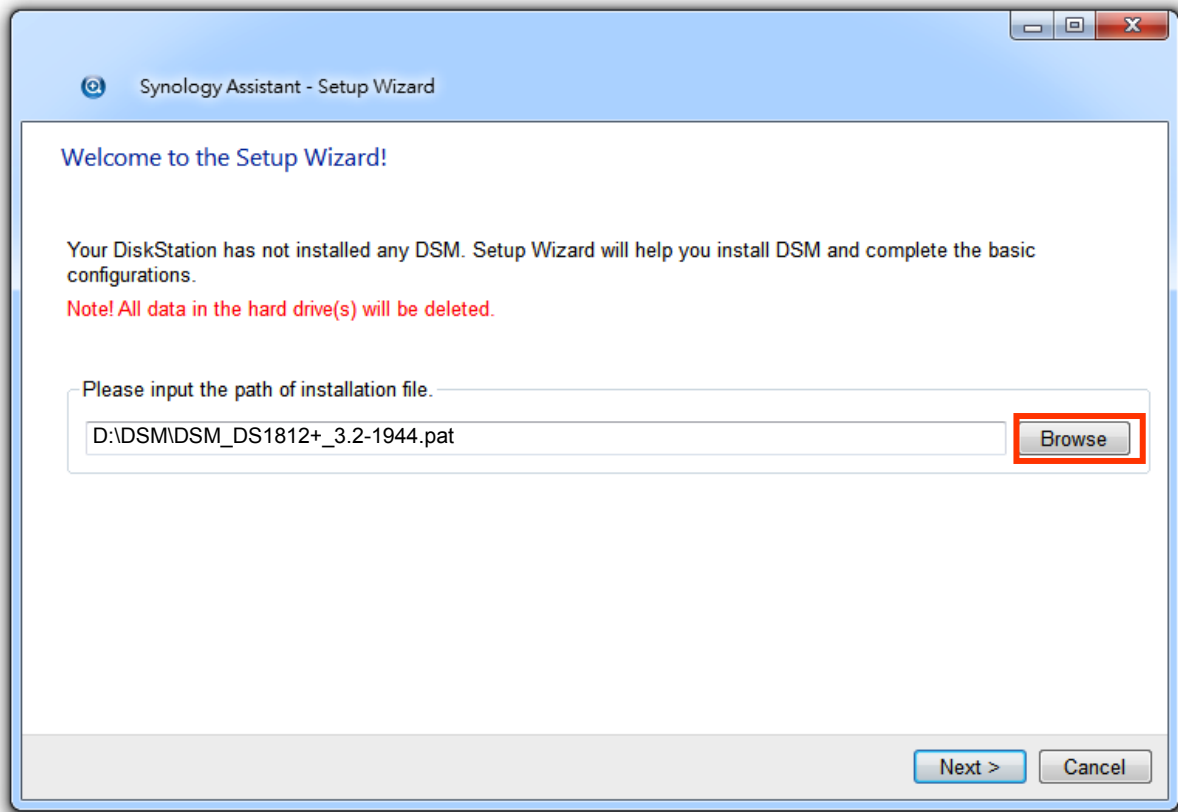 Synology Assistant - Setup Wizard
Welcome to the Setup Wizard!
Your DiskStation has not installed any DSM. Setup Wizard will help you install DSM and complete the basic
configurations.
Note! All data in the hard drive(s) will be deleted.
Please input the path of installation file.
D:\DSM\DSM_DS1812+_3.2-1944.pat
Browse
Next >
Cancel